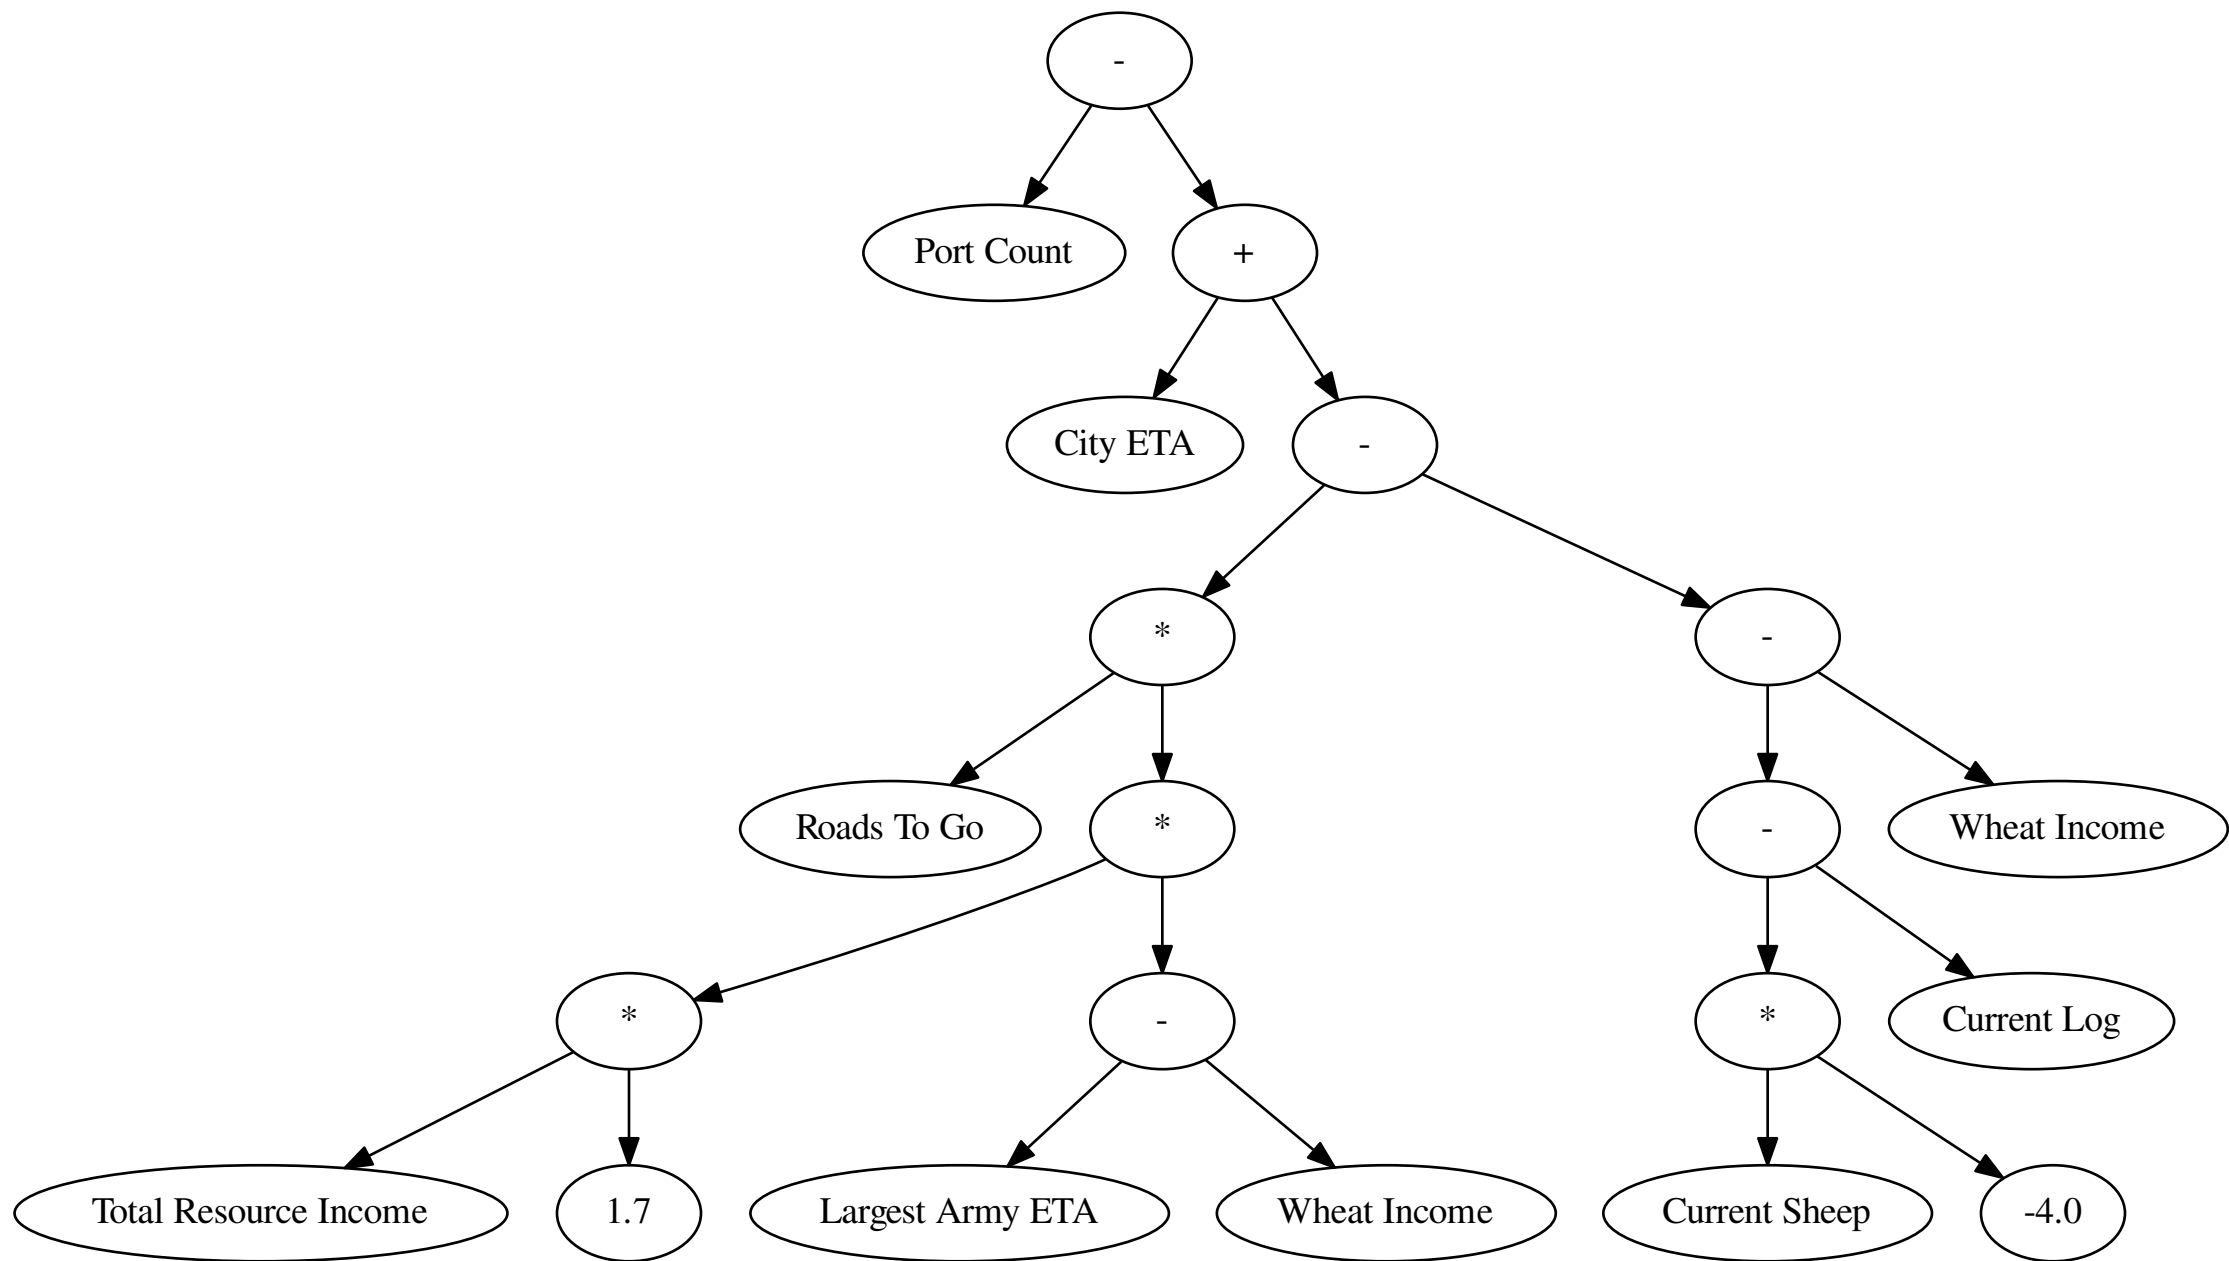 -
Port Count
+
City ETA
-
*
-
Roads To Go
*
-
Wheat Income
*
-
*
Current Log
Total Resource Income
1.7
Largest Army ETA
Wheat Income
Current Sheep
-4.0